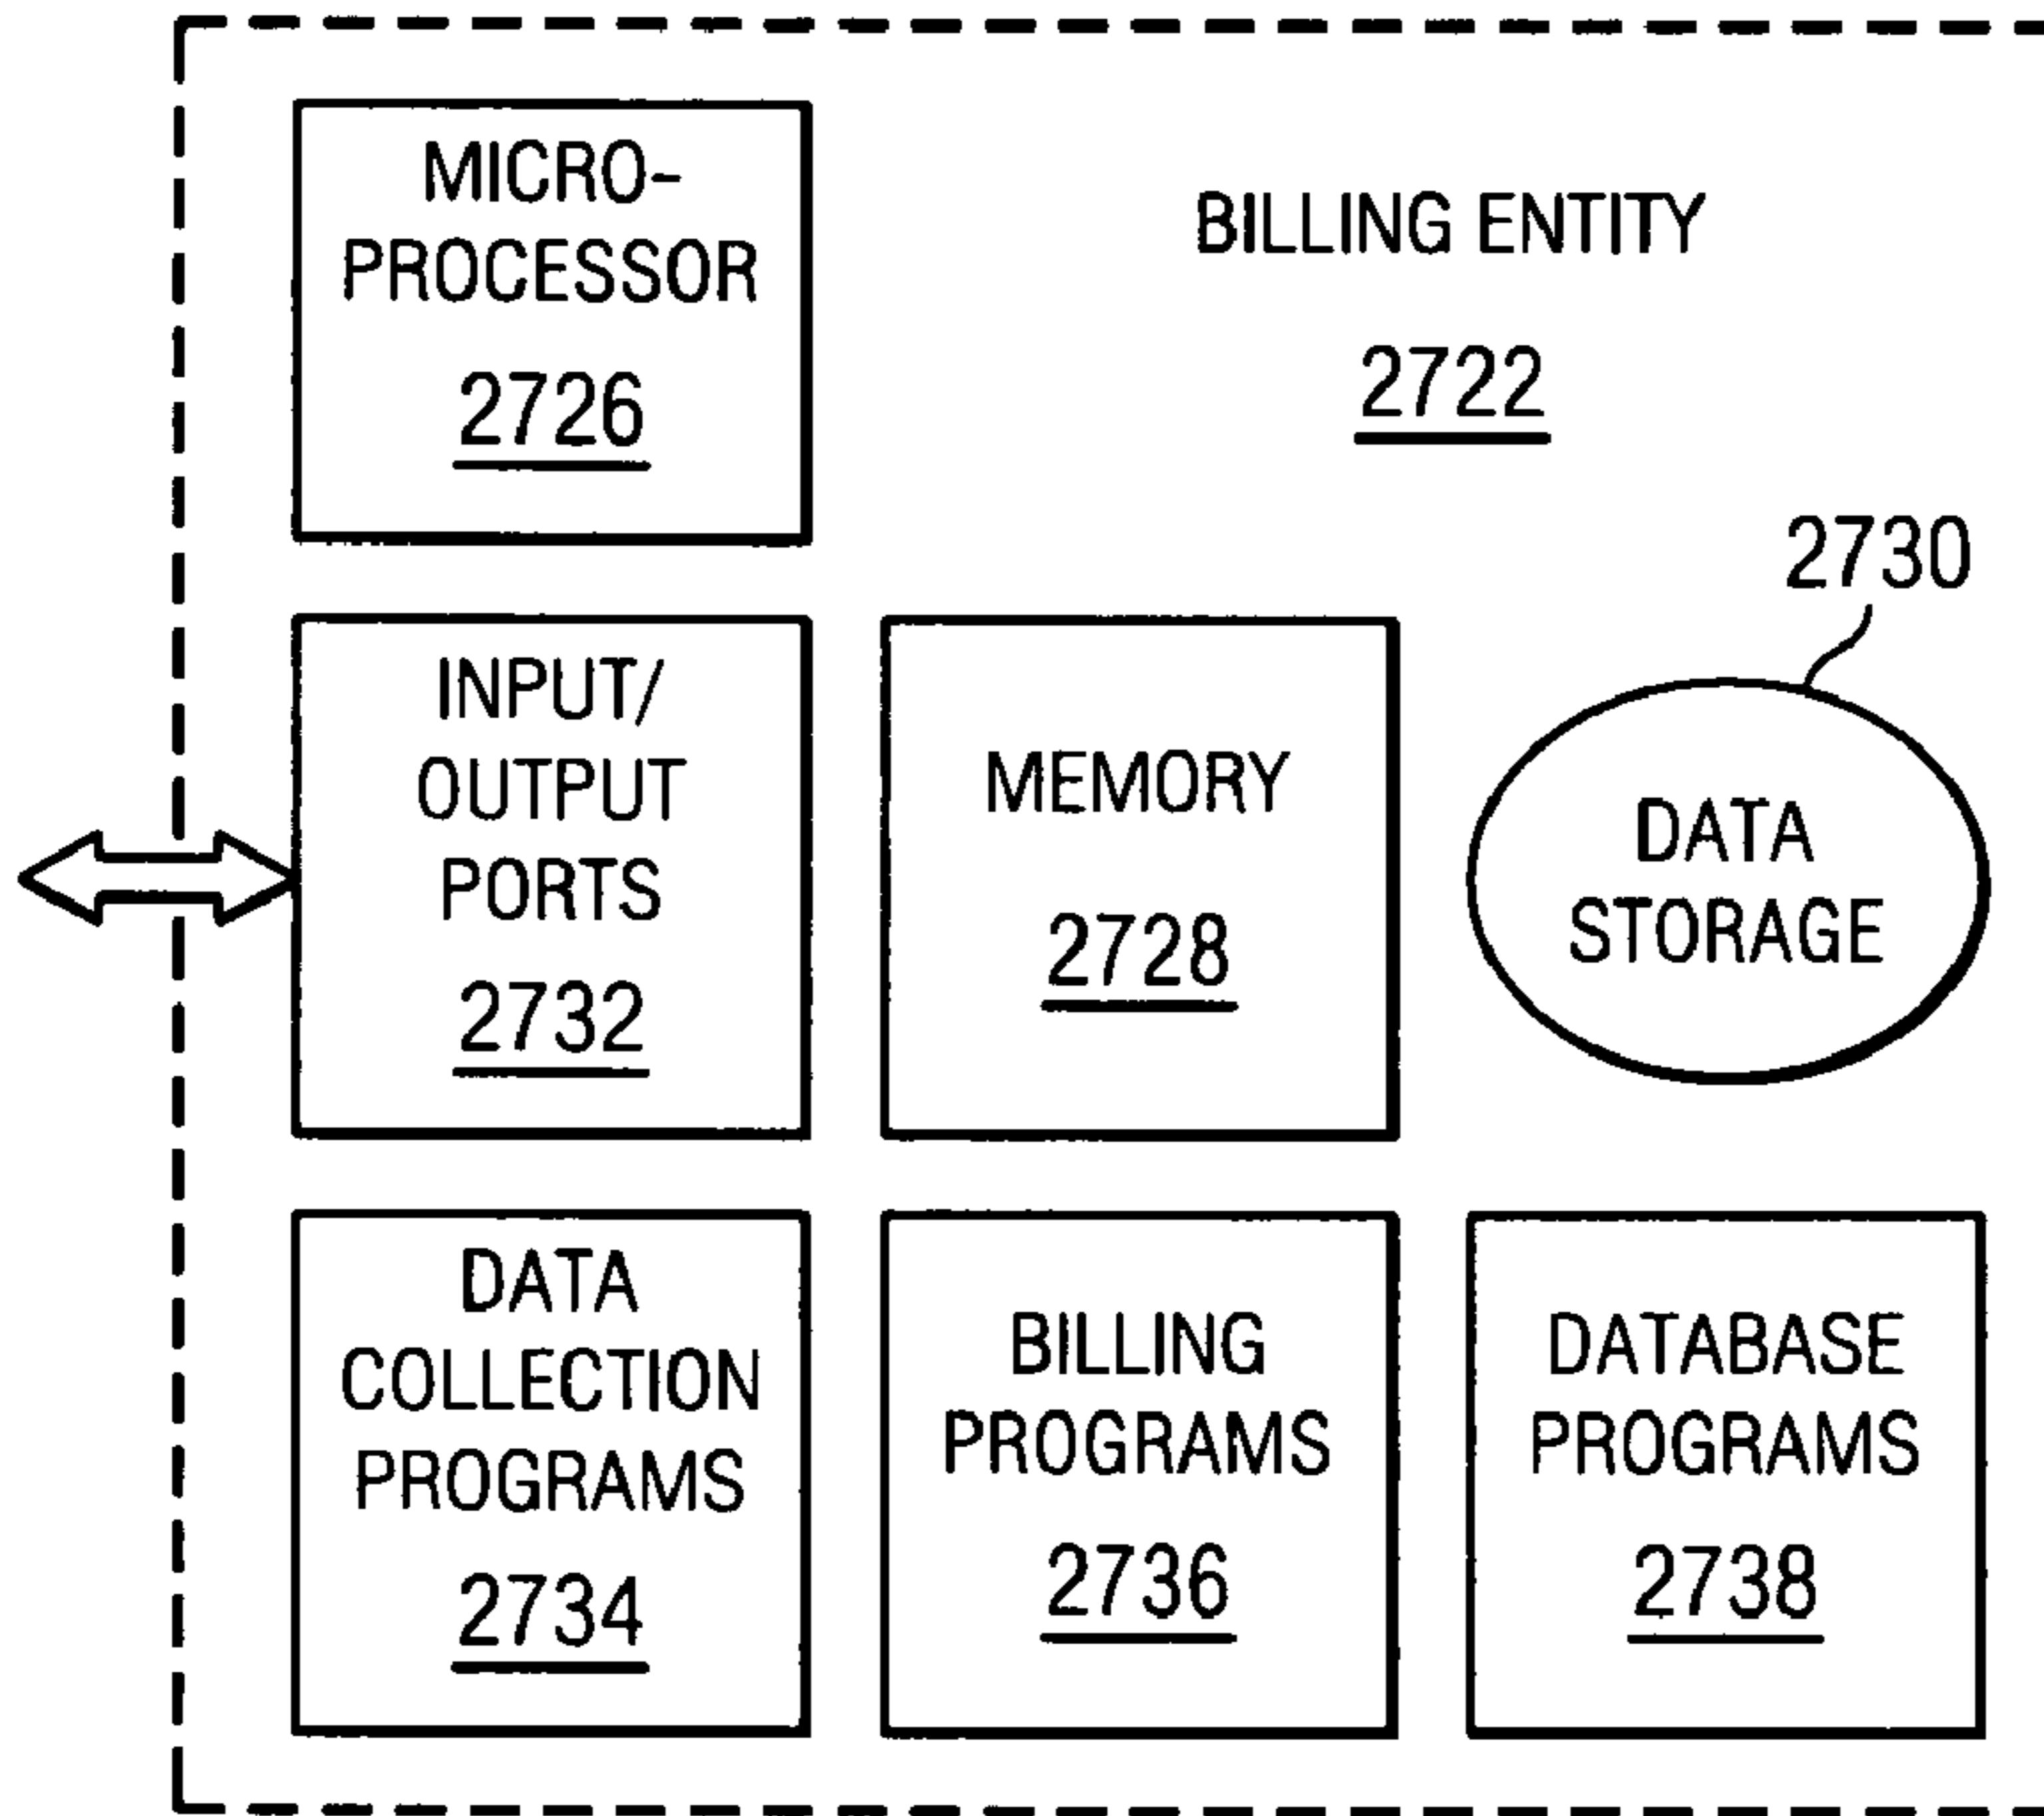 MICRO-
PROCESSOR
2726
BILLING ENTITY
2722
2730
INPUT/
OUTPUT
PORTS
2732
MEMORY
2728
DATA
STORAGE
DATA
COLLECTION
PROGRAMS
2734
BILLING
PROGRAMS
2736
DATABASE
PROGRAMS
2738